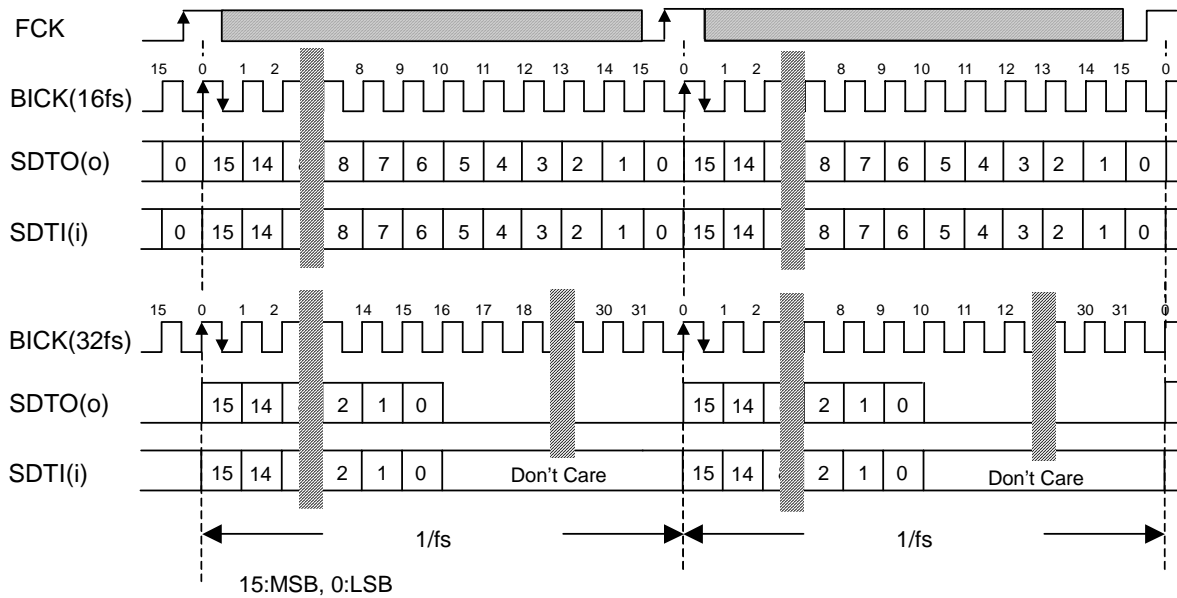 FCK
15 0 1 2 8 9 10 11 12 13 14 15 0 1 2 8 9 10 11 12 13 14 15 0
BICK(16fs)
SDTO(o) 0 15 14 8 7 6 5 4 3 2 1 0 15 14 8 7 6 5 4 3 2 1 0
SDTI(i) 0 15 14 8 7 6 5 4 3 2 1 0 15 14 8 7 6 5 4 3 2 1 0
15 0 1 2 14 15 16 17 18 30 31 0 1 2 8 9 10 11 12 30 31 0
BICK(32fs)
SDTO(o) 15 14 2 1 0 15 14 2 1 0
SDTI(i) 15 14 2 1 0 Don't Care 15 14 2 1 0 Don't Care
1/fs 1/fs
15:MSB, 0:LSB